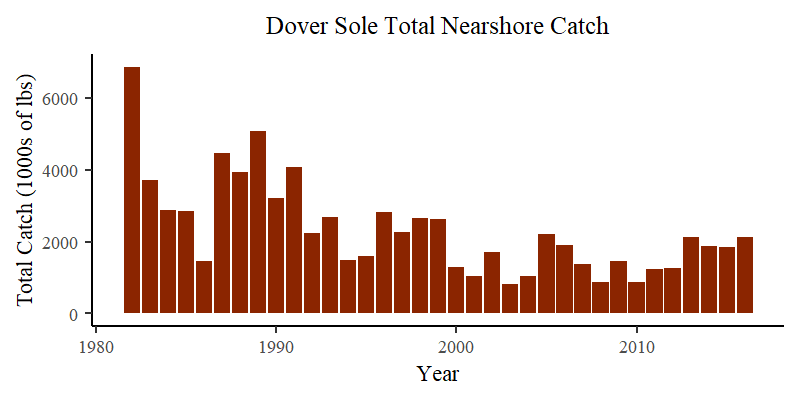 Dover Sole Total Nearshore Catch
Total Catch (1000s of lbs)
6000
4000
2000
0
1980 1990 2000 2010
Year